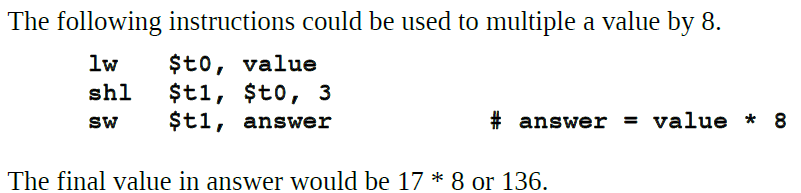 The following instructions could be used to multiple a value by 8.
lw $t0, value
shl $t1, $t0, 3
sw $t1, answer # answer = value * 8
The final value in answer would be 17 * 8 or 136.